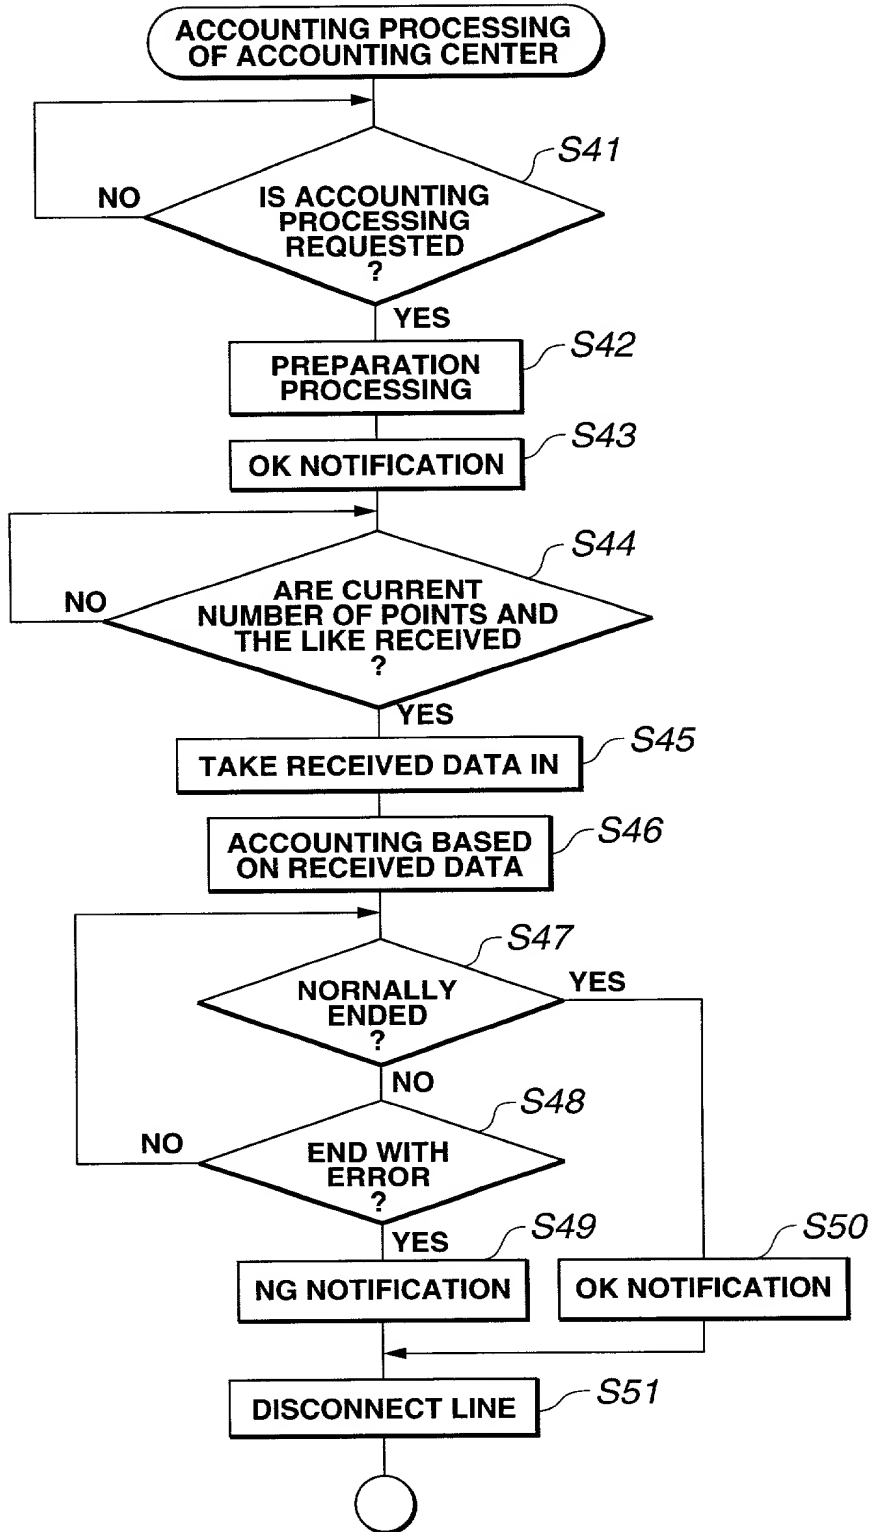 ACCOUNTING PROCESSING
OF ACCOUNTING CENTER
S41
NO
IS ACCOUNTING
PROCESSING
REQUESTED
?
YES
S42
PREPARATION
PROCESSING
S43
OK NOTIFICATION
S44
NO
ARE CURRENT
NUMBER OF POINTS AND
THE LIKE RECEIVED
?
YES
S45
TAKE RECEIVED DATA IN
S46
ACCOUNTING BASED
ON RECEIVED DATA
S47
YES
NORNALLY
ENDED
?
NO
S48
NO
END WITH
ERROR
?
YES
S49
S50
NG NOTIFICATION
OK NOTIFICATION
S51
DISCONNECT LINE